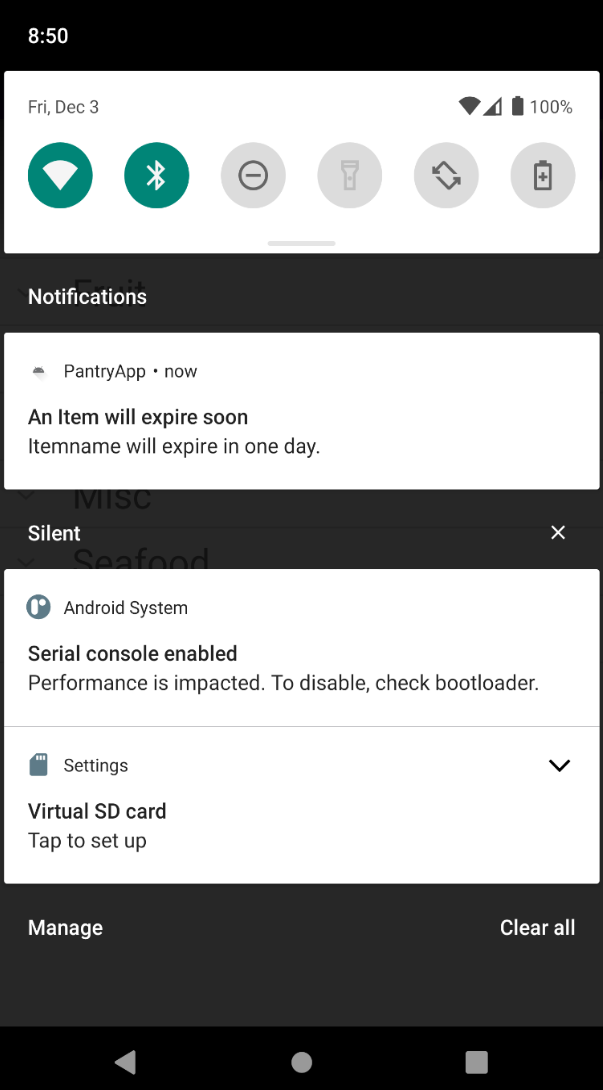 8:50
Fri, Dec 3
100%
Fruit
Notifications
PantryApp • now
An Item will expire soon
Itemname will expire in one day.
Misc
Silent
Seafood
Android System
Serial console enabled
Performance is impacted. To disable, check bootloader.
Settings
Virtual SD card
Tap to set up
Manage
Clear all